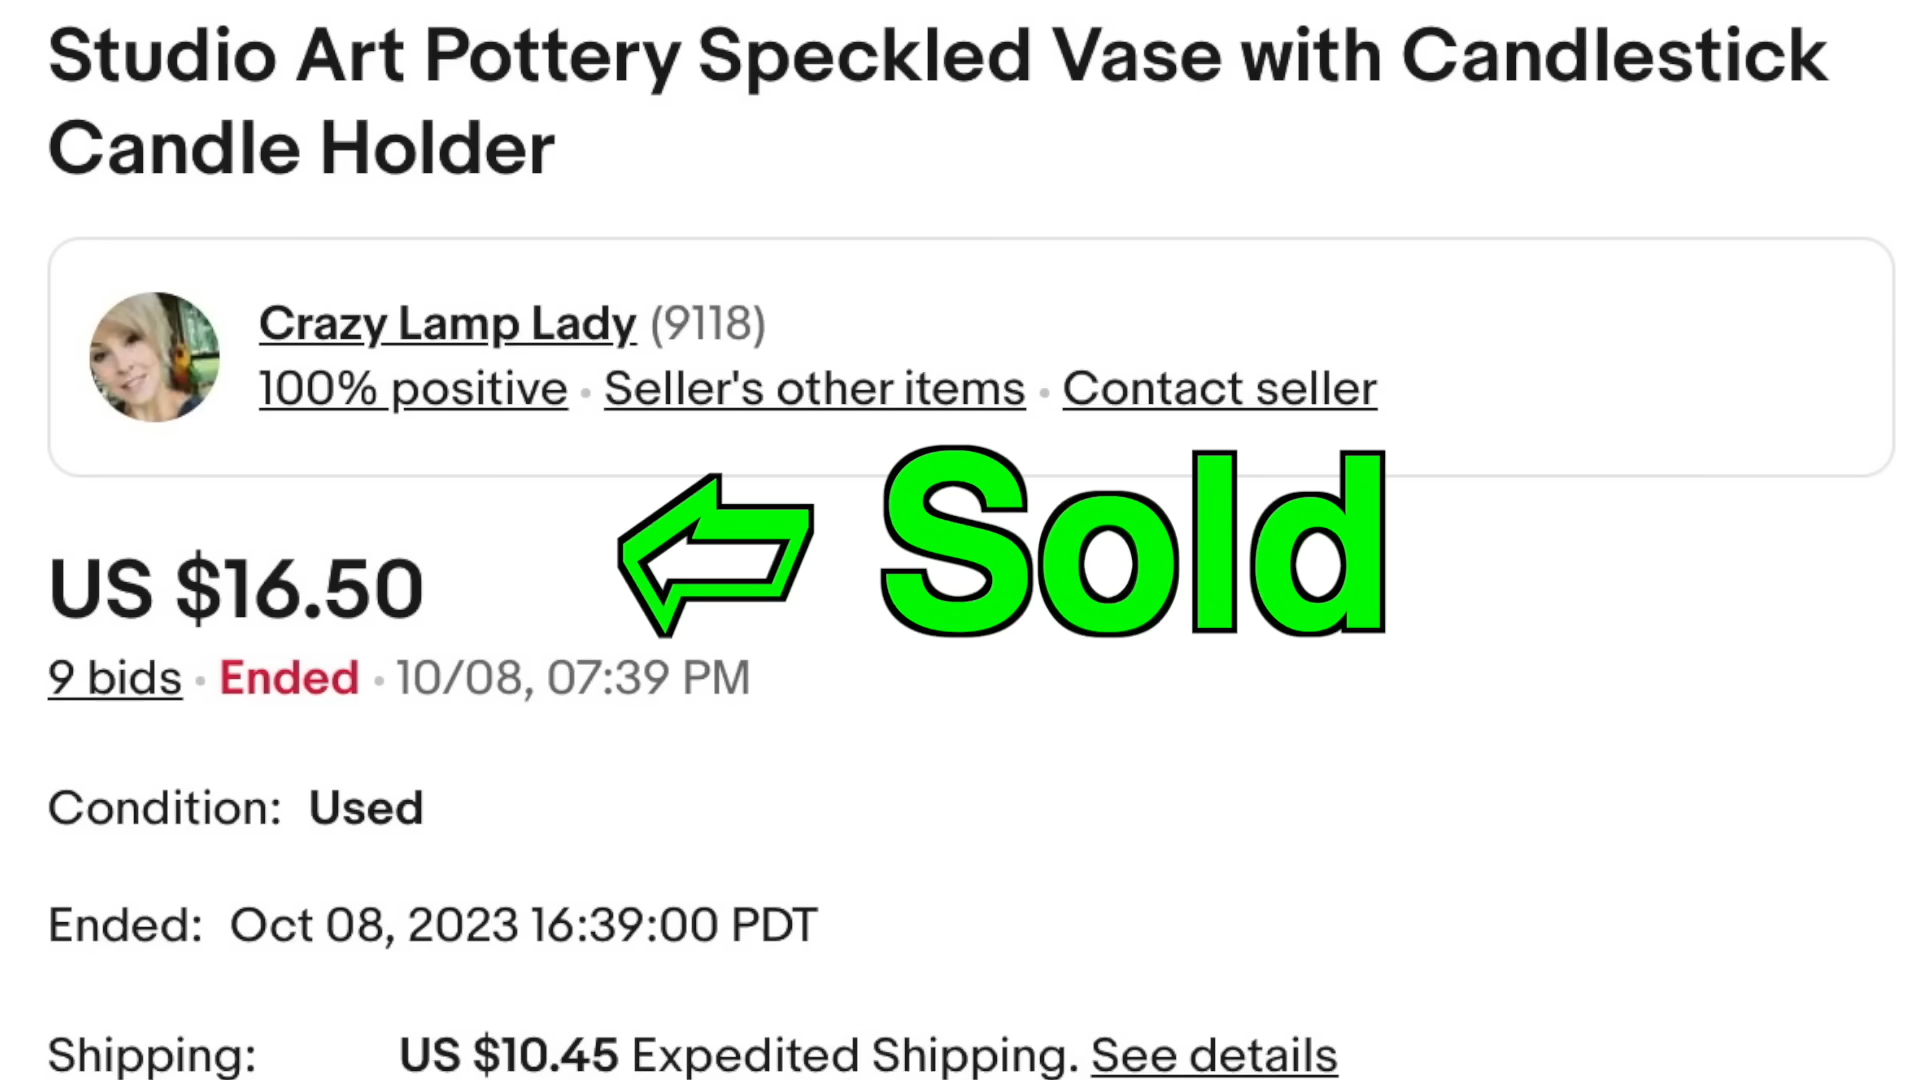 Studio Art Pottery Speckled Vase with Candlestick
Candle Holder
Crazy Lamp Lady (9118)
100% positive • Seller's other items • Contact seller
Sold
US $16.50
9 bids • Ended • 10/08, 07:39 PM
Condition: Used
Ended: Oct 08, 2023 16:39:00 PDT
Shipping: US $10.45 Expedited Shipping. See details